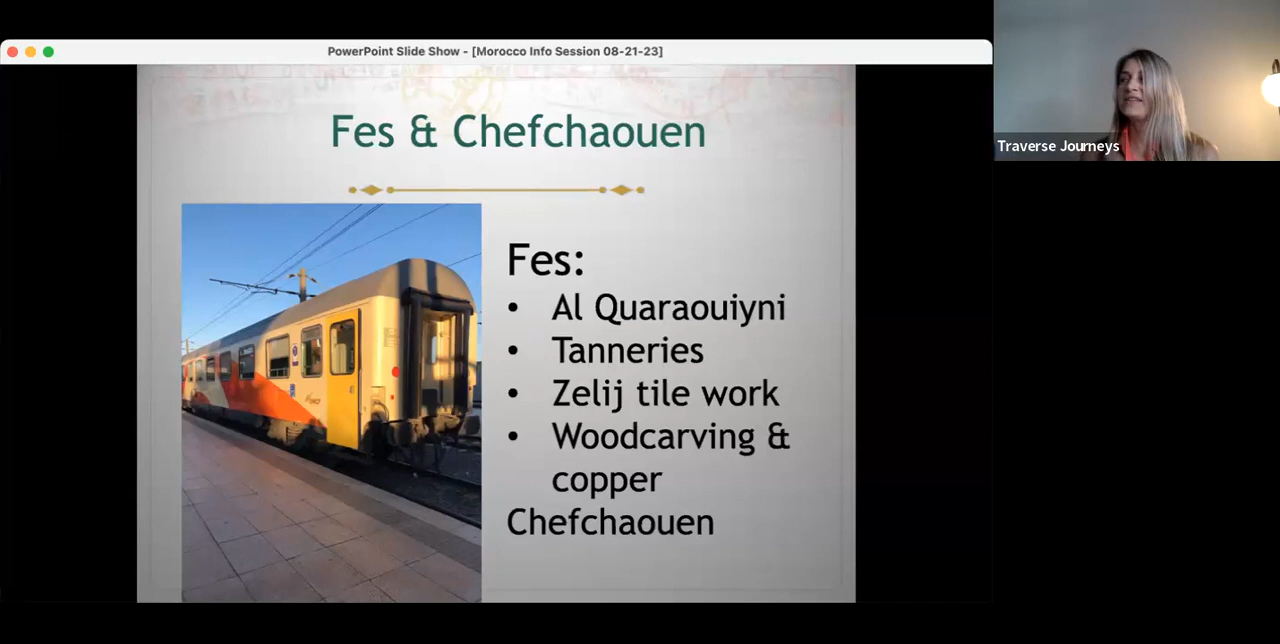 PowerPoint Slide Show - [Morocco Info Session 08-21-23]
Fes & Chefchaouen
Fes:
• Al Quaraouiyni
• Tanneries
• Zelij tile work
• Woodcarving &
copper
Chefchaouen
Traverse Journeys